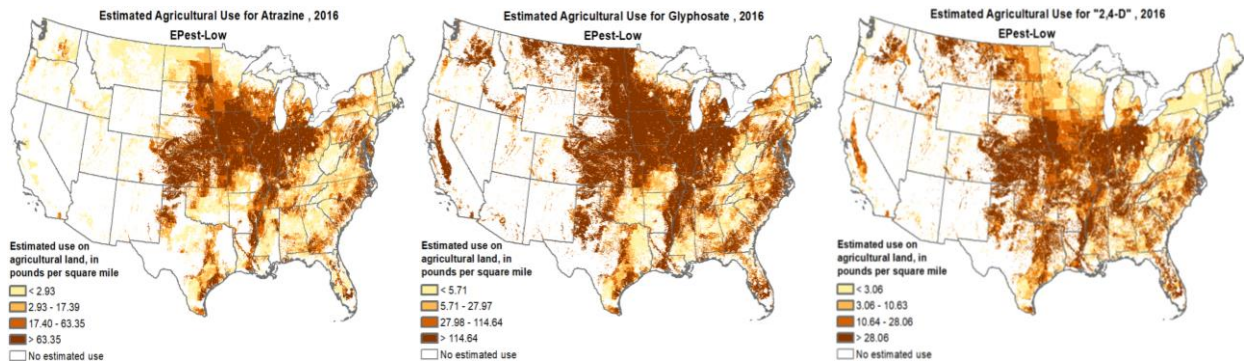 Estimated Agricultural Use for Atrazine , 2016
EPest-Low
Estimated use on
agricultural land, in
pounds per square mile
< 2.93
2.93 - 17.39
17.40 - 63.35
> 63.35
No estimated use
Estimated Agricultural Use for Glyphosate , 2016
EPest-Low
Estimated use on
agricultural land, in
pounds per square mile
< 5.71
5.71 - 27.97
27.98 - 114.64
> 114.64
No estimated use
Estimated Agricultural Use for "2,4-D" , 2016
EPest-Low
Estimated use on
agricultural land, in
pounds per square mile
< 3.06
3.06 - 10.63
10.64 - 28.06
> 28.06
No estimated use